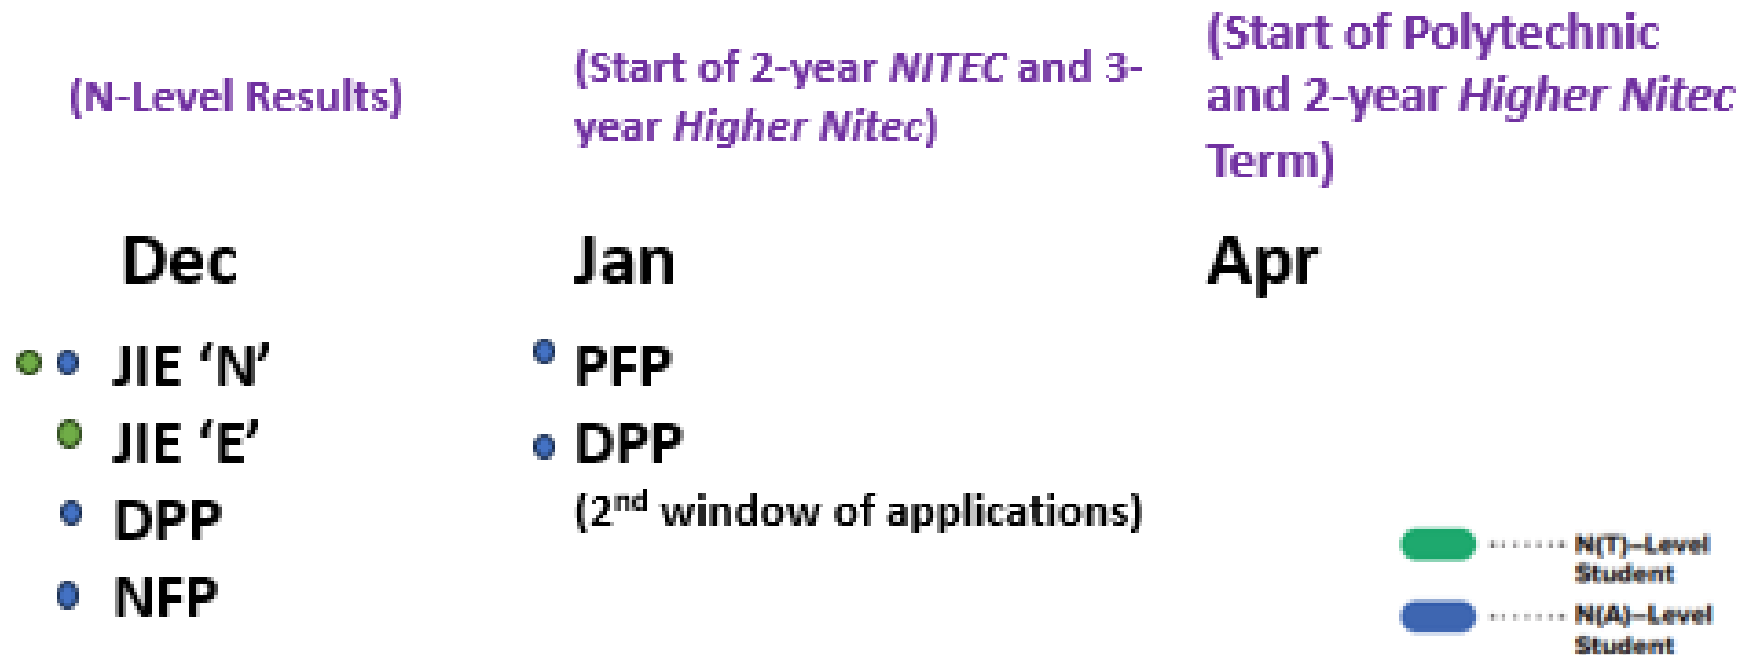 (N-Level Results)
(Start of 2-year NITEC and 3-
year Higher Nitec)
(Start of Polytechnic
and 2-year Higher Nitec
Term)
Dec
Jan
Apr
JIE ‘N’
JIE ‘E’
DPP
NFP
PFP
DPP
(2nd window of applications)
N(T)–Level
Student
N(A)–Level
Student